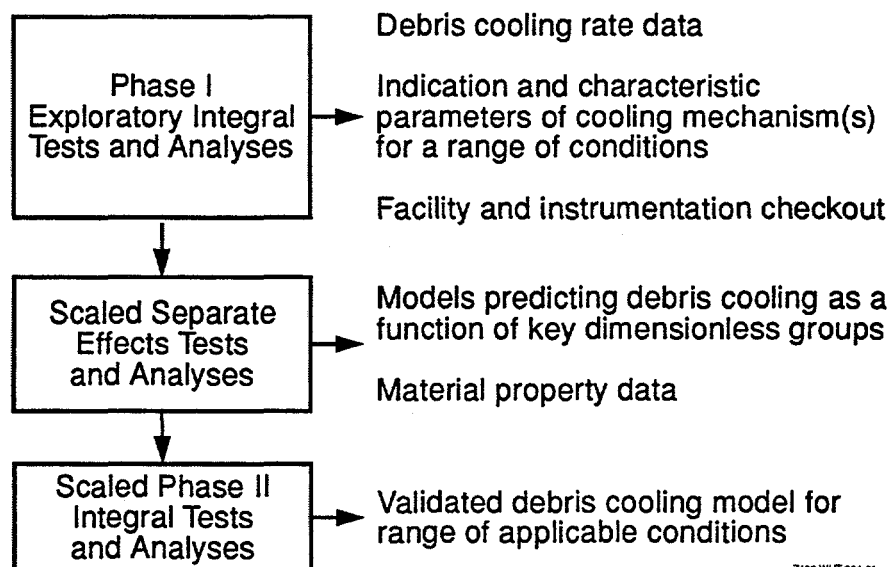 Phase I
Exploratory Integral
Tests and Analyses
Debris cooling rate data
Indication and characteristic
parameters of cooling mechanism(s)
for a range of conditions
Facility and instrumentation checkout
Scaled Separate
Effects Tests
and Analyses
Models predicting debris cooling as a
function of key dimensionless groups
Material property data
Scaled Phase II
Integral Tests
and Analyses
Validated debris cooling model for
range of applicable conditions